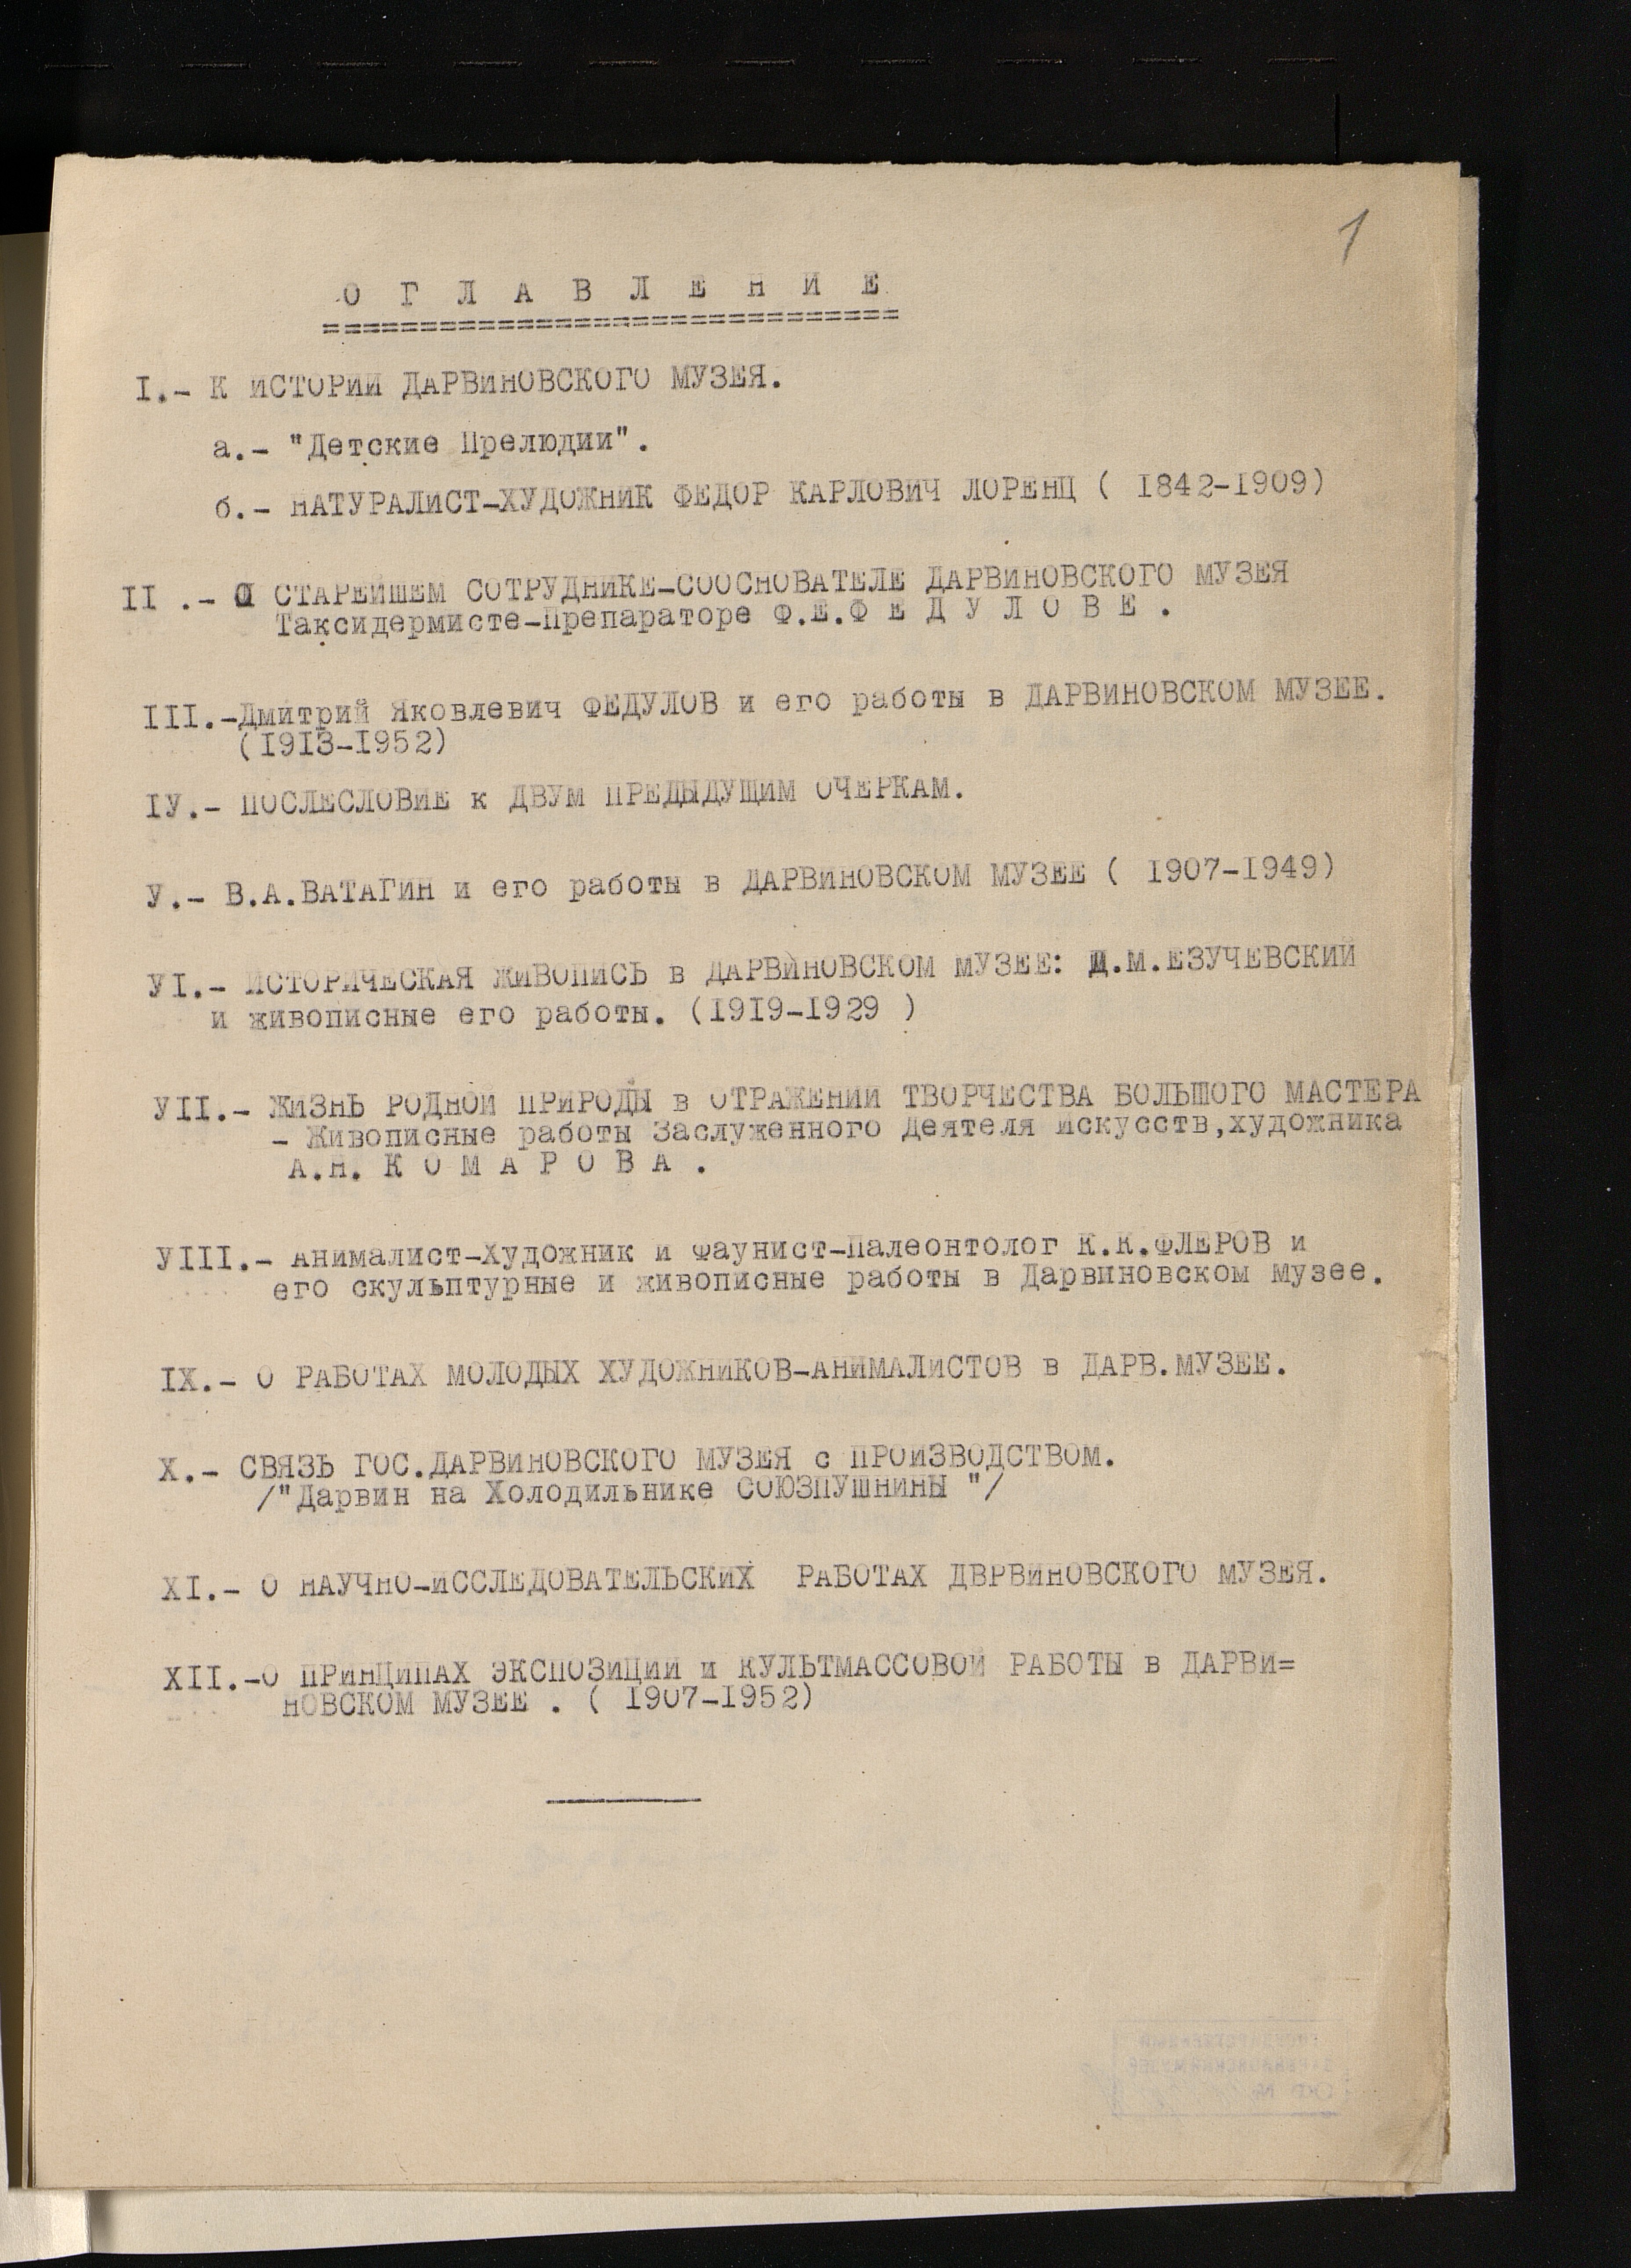 1
О Г Л А В Л Е Н И Е
====================================
I.- К ИСТОРИИ ДАРВИНОВСКОГО МУЗЕЯ.
а.- "Детские Прелюдии".
б.- НАТУРАЛИСТ-ХУДОЖНИК ФЕДОР КАРЛОВИЧ ЛОРЕНЦ ( 1842-1909)
II .- О СТАРЕЙШЕМ СОТРУДНИКЕ-СООСНОВАТЕЛЕ ДАРВИНОВСКОГО МУЗЕЯ
Таксидермисте-Препараторе Ф.Е.Ф Е Д У Л О В Е .
III.-Дмитрий Яковлевич ФЕДУЛОВ и его работы в ДАРВИНОВСКОМ МУЗЕЕ.
(1913-1952)
IУ.- ПОСЛЕСЛОВИЕ к ДВУМ ПРЕДЫДУЩИМ ОЧЕРКАМ.
У.- В.А.ВАТАГИН и его работы в ДАРВИНОВСКОМ МУЗЕЕ ( 1907-1949)
УI.- ИСТОРИЧЕСКАЯ ЖИВОПИСЬ в ДАРВИНОВСКОМ МУЗЕЕ: М.ЕЗУЧЕВСКИЙ
и живописные его работы. (1919-1929 )
УII.- ЖИЗНЬ РОДНОЙ ПРИРОДЫ в ОТРАЖЕНИИ ТВОРЧЕСТВА БОЛЬШОГО МАСТЕРА
- Живописные работы Заслуженного Деятеля Искусств,художника
А.Н. К О М А Р О В А .
УIII.- Анималист-Художник и Фаунист-Палеонтолог К.К.ФЛЕРОВ и
его скульптурные и живописные работы в Дарвиновском Музее.
IX.- О РАБОТАХ МОЛОДЫХ ХУДОЖНИКОВ-АНИМАЛИСТОВ в ДАРВ.МУЗЕЕ.
X.- СВЯЗЬ ГОС.ДАРВИНОВСКОГО МУЗЕЯ с ПРОИЗВОДСТВОМ.
/"Дарвин на Холодильнике СОЮЗПУШНИНЫ "/
XI.- О НАУЧНО-ИССЛЕДОВАТЕЛЬСКИХ РАБОТАХ ДВРВИНОВСКОГО МУЗЕЯ.
XII.-О ПРИНЦИПАХ ЭКСПОЗИЦИИ и КУЛЬТМАССОВОЙ РАБОТЫ в ДАРВИ=
НОВСКОМ МУЗЕЕ . ( 1907-1952)